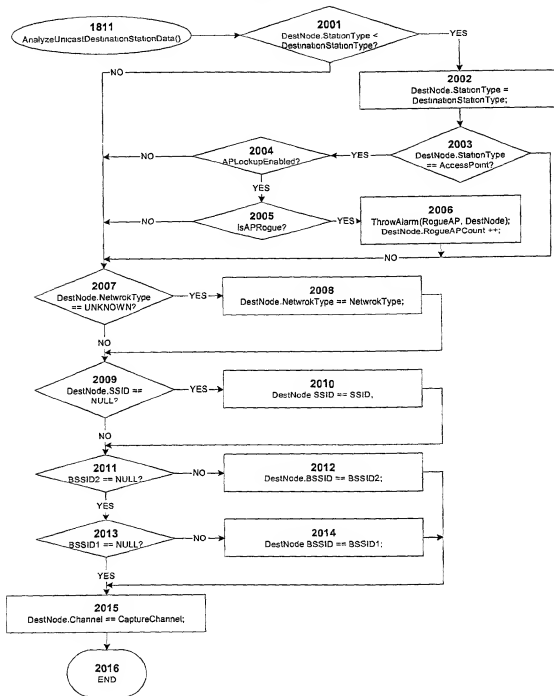 1811
AnalyzeUnicastDestinationStationData()
2001
DestNode.StationType <
DestinationStationType?
YES
NO
2002
DestNode.StationType =
DestinationStationType;
2003
DestNode.StationType
== AccessPoint?
YES
2004
APLookupEnabled?
NO
YES
2005
IsAPRogue?
NO
YES
2006
ThrowAlarm(RogueAP, DestNode);
DestNode.RogueAPCount ++;
NO
2007
DestNode.NetwrokType
== UNKNOWN?
YES
2008
DestNode.NetwrokType == NetwrokType;
NO
2009
DestNode.SSID ==
NULL?
YES
2010
DestNode SSID == SSID,
NO
2011
BSSID2 == NULL?
NO
2012
DestNode.BSSID == BSSID2;
YES
2013
BSSID1 == NULL?
NO
2014
DestNode BSSID == BSSID1;
YES
2015
DestNode.Channel == CaptureChannel;
2016
END